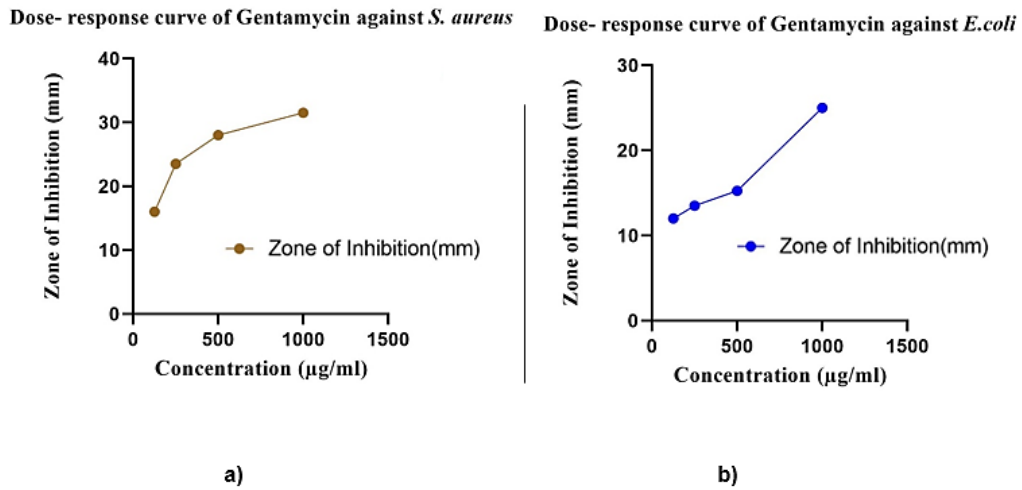 Dose- response curve of Gentamycin against S. aureus
Zone of Inhibition (mm)
40
30
20
10
0
Zone of Inhibition(mm)
0 500 1000 1500
Concentration (µg/ml)
a)
Dose- response curve of Gentamycin against E.coli
Zone of Inhibition (mm)
30
20
10
0
Zone of Inhibition(mm)
0 500 1000 1500
Concentration (µg/ml)
b)